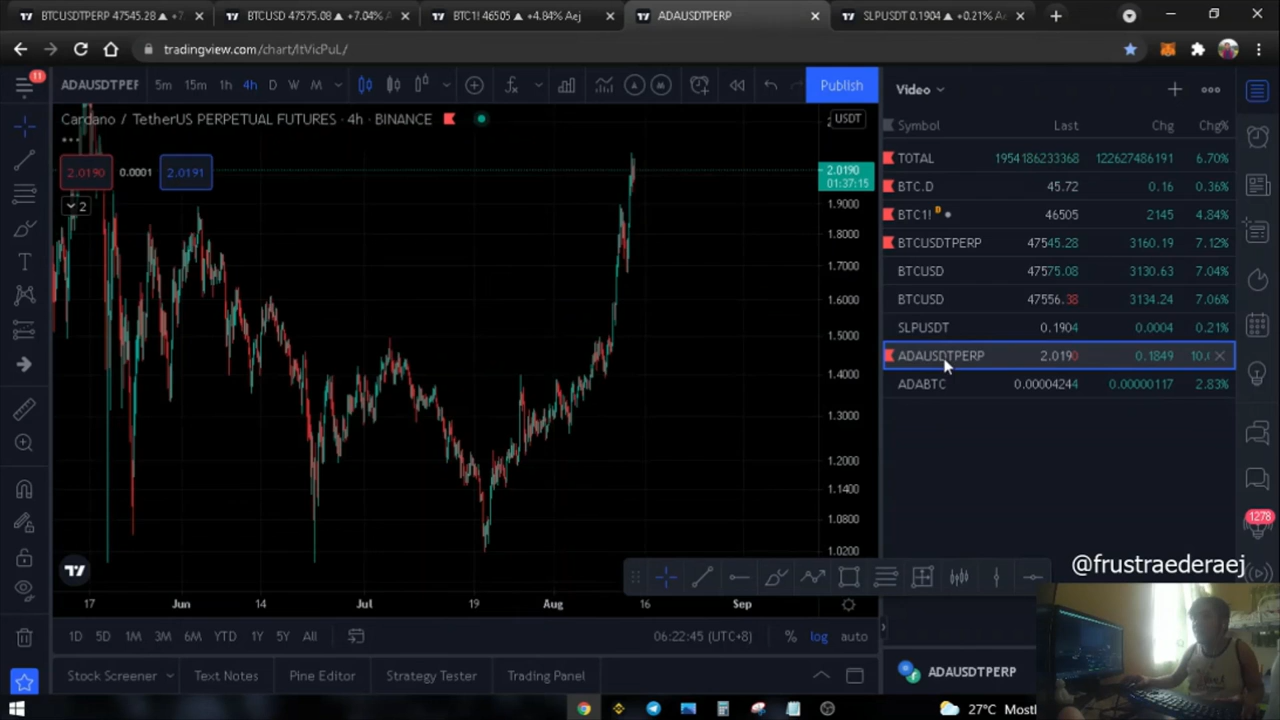 BTCUSDTPERP 47545.28 ▲ +7.
BTCUSD 47575.08 ▲ +7.04%
BTC1! 46505 ▲ +4.84% Aej
ADAUSDTPERP
SLPUSDT 0.1904 ▲ +0.21%
tradingview.com/chart/ltVicPuL/
11
ADAUSDTPERP
5m 15m 1h 4h D W M
Publish
Cardano / TetherUS PERPETUAL FUTURES · 4h · BINANCE
USDT
2.0190 0.0001 2.0191
2
2.0190
01:37:15
1.9000
1.8000
1.7000
1.6000
1.5000
1.4000
1.3000
1.2000
1.1400
1.0800
1.0200
17 Jun 14 Jul 19 Aug 16 Sep
1D 5D 1M 3M 6M YTD 1Y 5Y All
06:22:45 (UTC+8) % log auto
Stock Screener Text Notes Pine Editor Strategy Tester Trading Panel
Video
Symbol Last Chg Chg%
TOTAL 1954186233368 122627486191 6.70%
BTC.D 45.72 0.16 0.36%
BTC1! D 46505 2145 4.84%
BTCUSDTPERP 47545.28 3160.19 7.12%
BTCUSD 47575.08 3130.63 7.04%
BTCUSD 47556.38 3134.24 7.06%
SLPUSDT 0.1904 0.0004 0.21%
ADAUSDTPERP 2.0190 0.1849 10.
ADABTC 0.00004244 0.00000117 2.83%
1278
@frustraederaej
ADAUSDTPERP
27°C Mostl